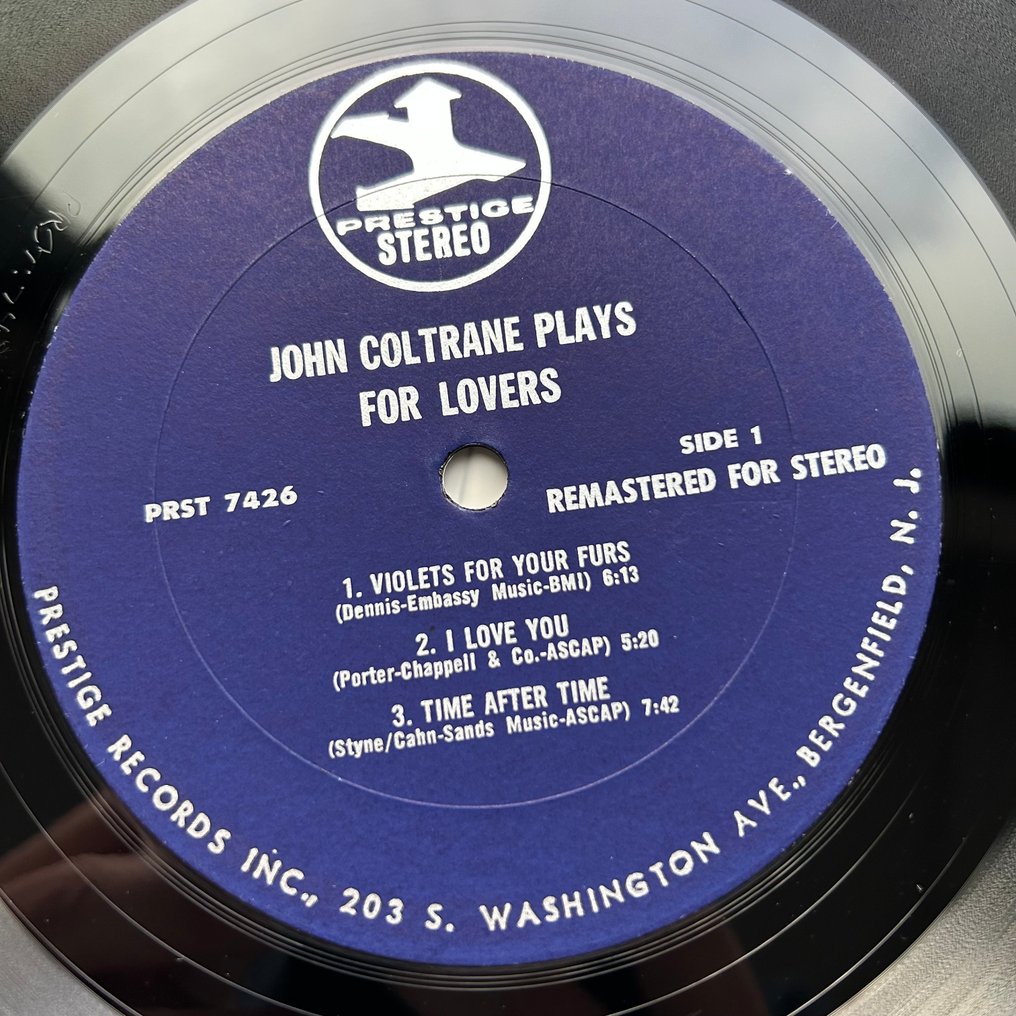 PRESTIGE
STEREO
JOHN COLTRANE PLAYS
FOR LOVERS
SIDE 1
PRST 7426
REMASTERED FOR STEREO
1. VIOLETS FOR YOUR FURS
(Dennis-Embassy Music-BMI) 6:13
2. I LOVE YOU
(Porter-Chappell & Co.-ASCAP) 5:20
3. TIME AFTER TIME
(Styne/Cahn-Sands Music-ASCAP) 7:42
PRESTIGE RECORDS INC., 203 S. WASHINGTON AVE., BERGENFIELD, N. J.